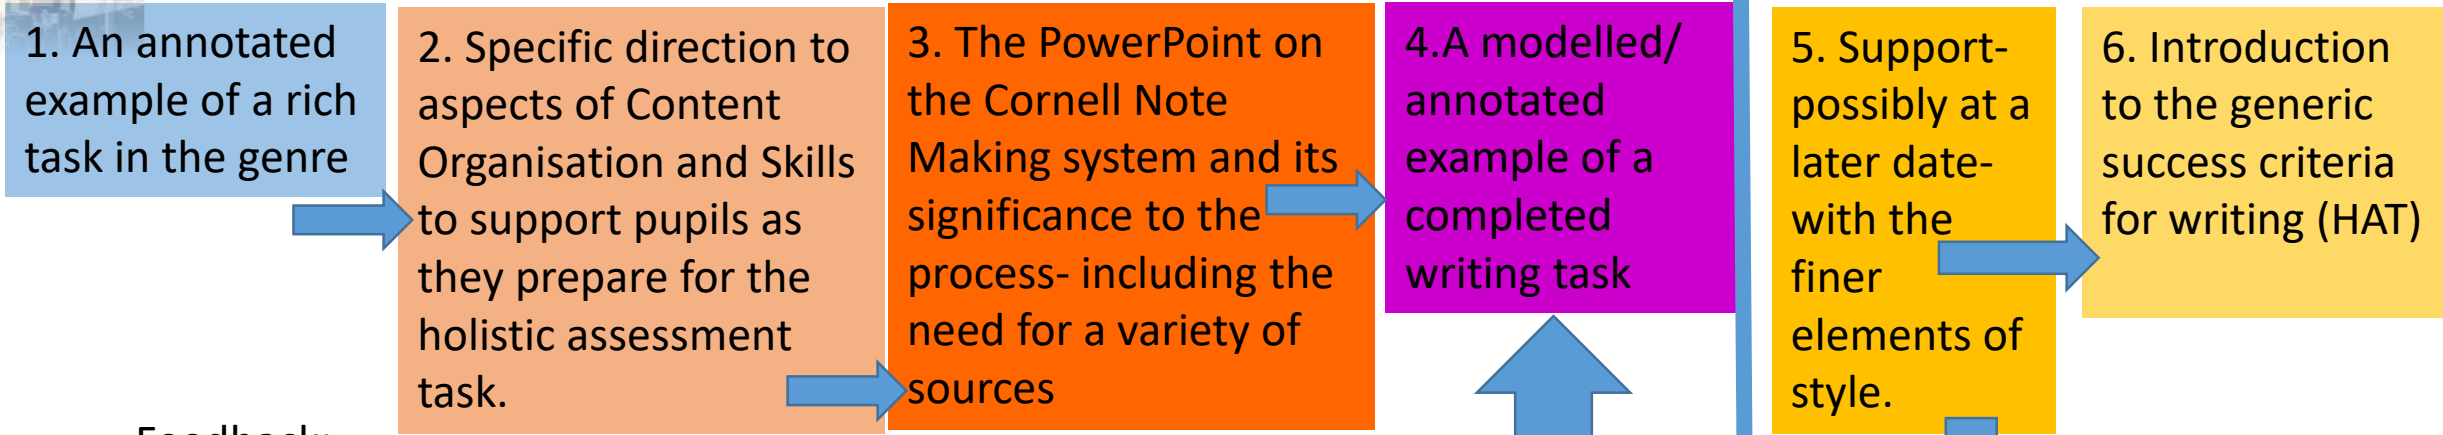 1. An annotated
example of a rich
task in the genre
2. Specific direction to
aspects of Content
Organisation and Skills
to support pupils as
they prepare for the
holistic assessment
task.
3. The PowerPoint on
the Cornell Note
Making system and its
significance to the
process- including the
need for a variety of
sources
4.A modelled/
annotated
example of a
completed
writing task
5. Support-
possibly at a
later date-
with the
finer
elements of
style.
6. Introduction
to the generic
success criteria
for writing (HAT)
Feedback: